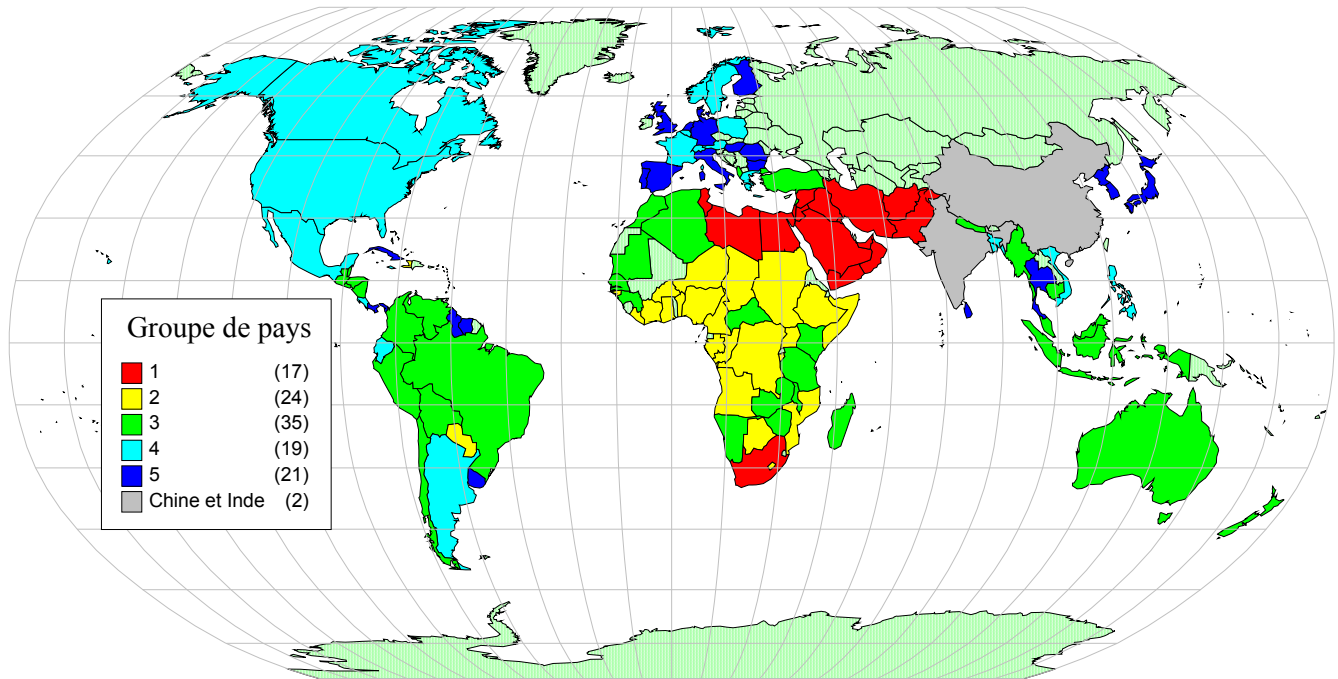 Groupe de pays
1 (17)
2 (24)
3 (35)
4 (19)
5 (21)
Chine et Inde (2)